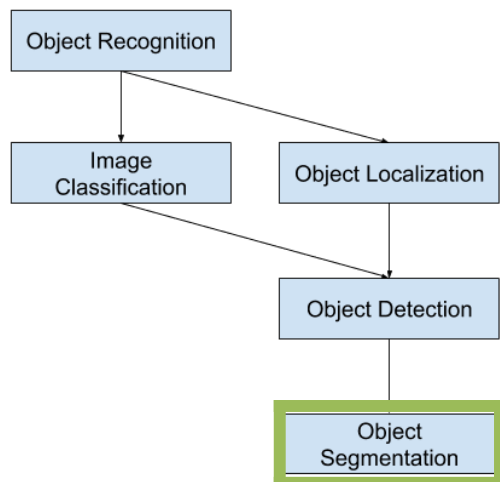 Object Recognition
Image
Classification
Object Localization
Object Detection
Object
Segmentation